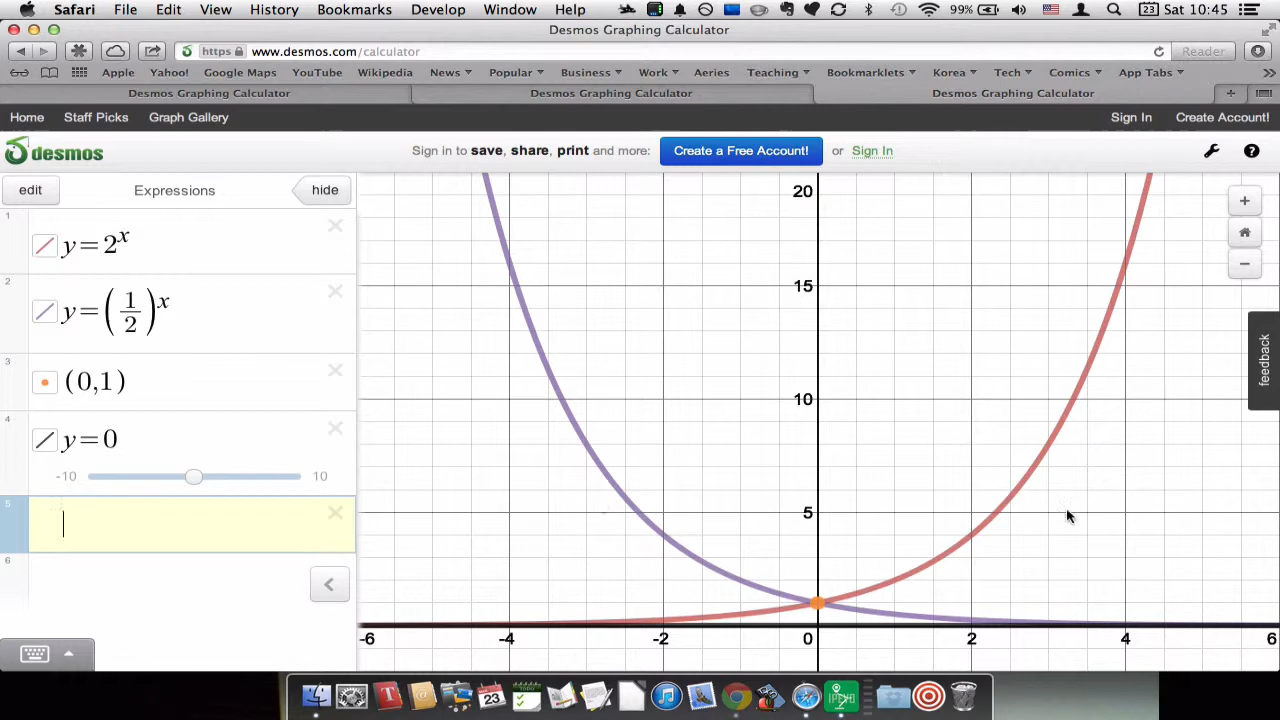 Safari File Edit View History Bookmarks Develop Window Help 99% Sat 10:45
Desmos Graphing Calculator
https www.desmos.com/calculator Reader
Apple Yahoo! Google Maps YouTube Wikipedia News Popular Business Work Aeries Teaching Bookmarklets Korea Tech Comics App Tabs
Desmos Graphing Calculator Desmos Graphing Calculator Desmos Graphing Calculator
Home Staff Picks Graph Gallery Sign In Create Account!
desmos Sign in to save, share, print and more: Create a Free Account! or Sign In
edit Expressions hide
1
y=2^x
2
y=(1/2)^x
3
(0,1)
4
y=0
-10 10
5
6
20
15
10
5
-6 -4 -2 0 2 4 6
feedback
23